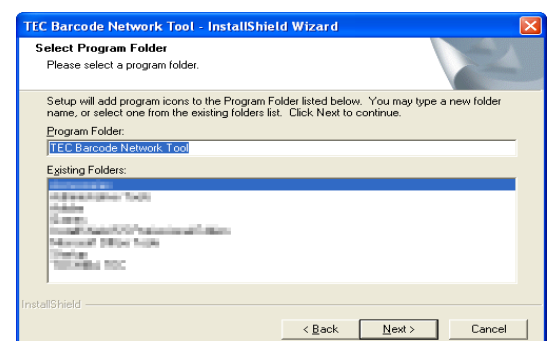 TEC Barcode Network Tool - InstallShield Wizard
Select Program Folder
Please select a program folder.
Setup will add program icons to the Program Folder listed below. You may type a new folder
name, or select one from the existing folders list. Click Next to continue.
Program Folder:
TEC Barcode Network Tool
Existing Folders:
InstallShield
< Back Next > Cancel